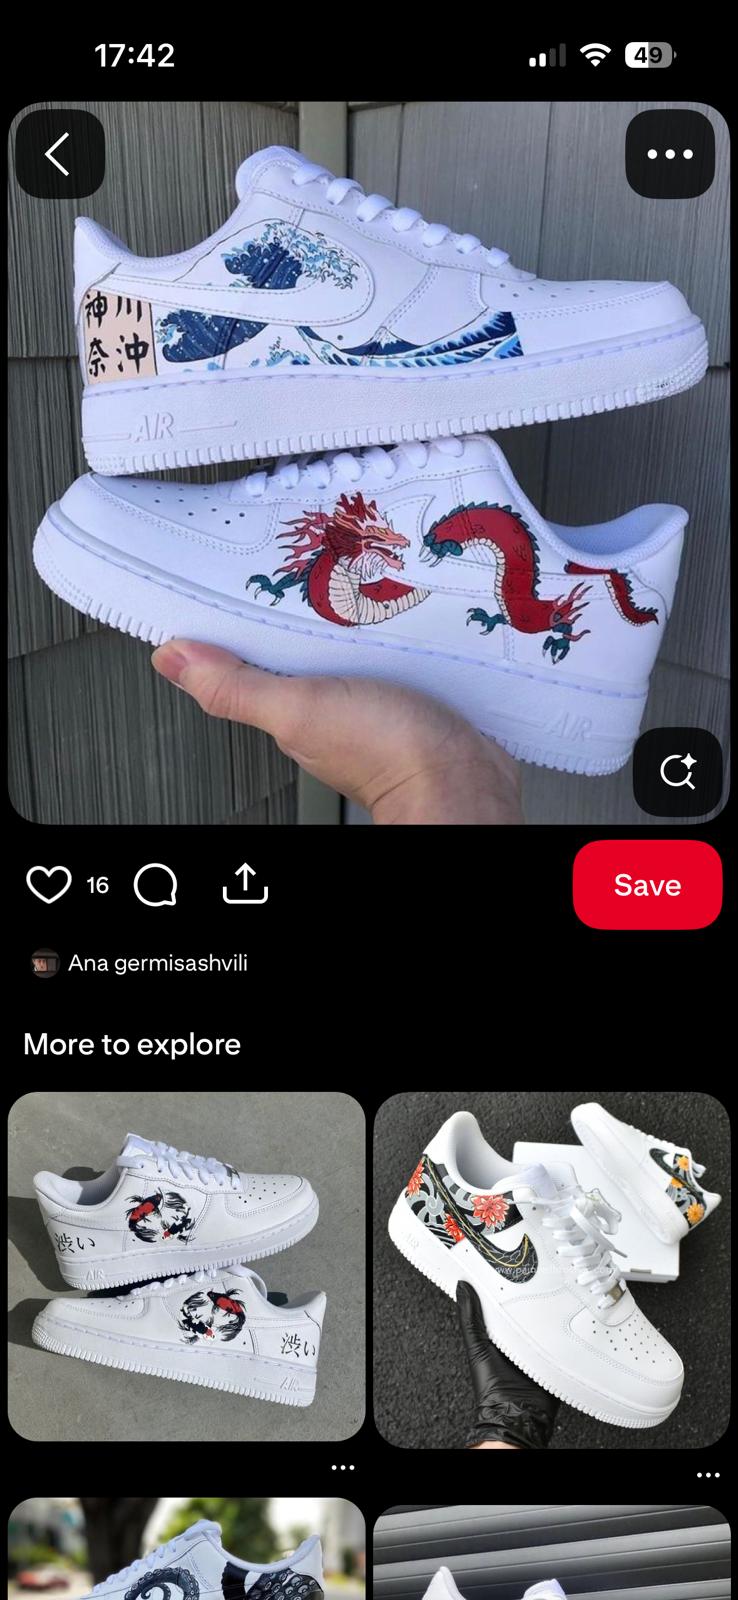 17:42
49
神川
奈沖
AIR
AIR
16
Save
Ana germisashvili
More to explore
渋い
AIR
渋い
AIR